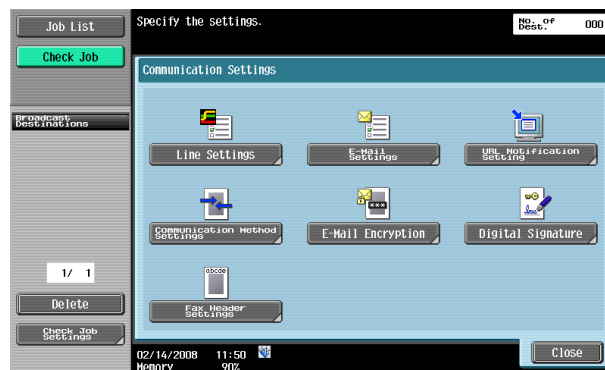 Job List
Check Job
Broadcast
Destinations
1/ 1
Delete
Check Job
Settings
Specify the settings.
No. of
Dest.
000
Communication Settings
Line Settings
E-Mail
Settings
URL Notification
Setting
Communication Method
Settings
E-Mail Encryption
Digital Signature
abcde
Fax Header
Settings
02/14/2008 11:50
Memory 90%
Close